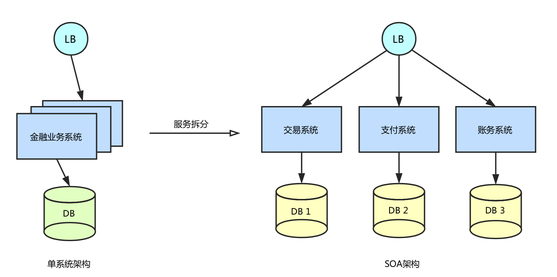 LB
LB
金融业务系统
服务拆分
交易系统
支付系统
账务系统
DB
DB 1
DB 2
DB 3
单系统架构
SOA架构